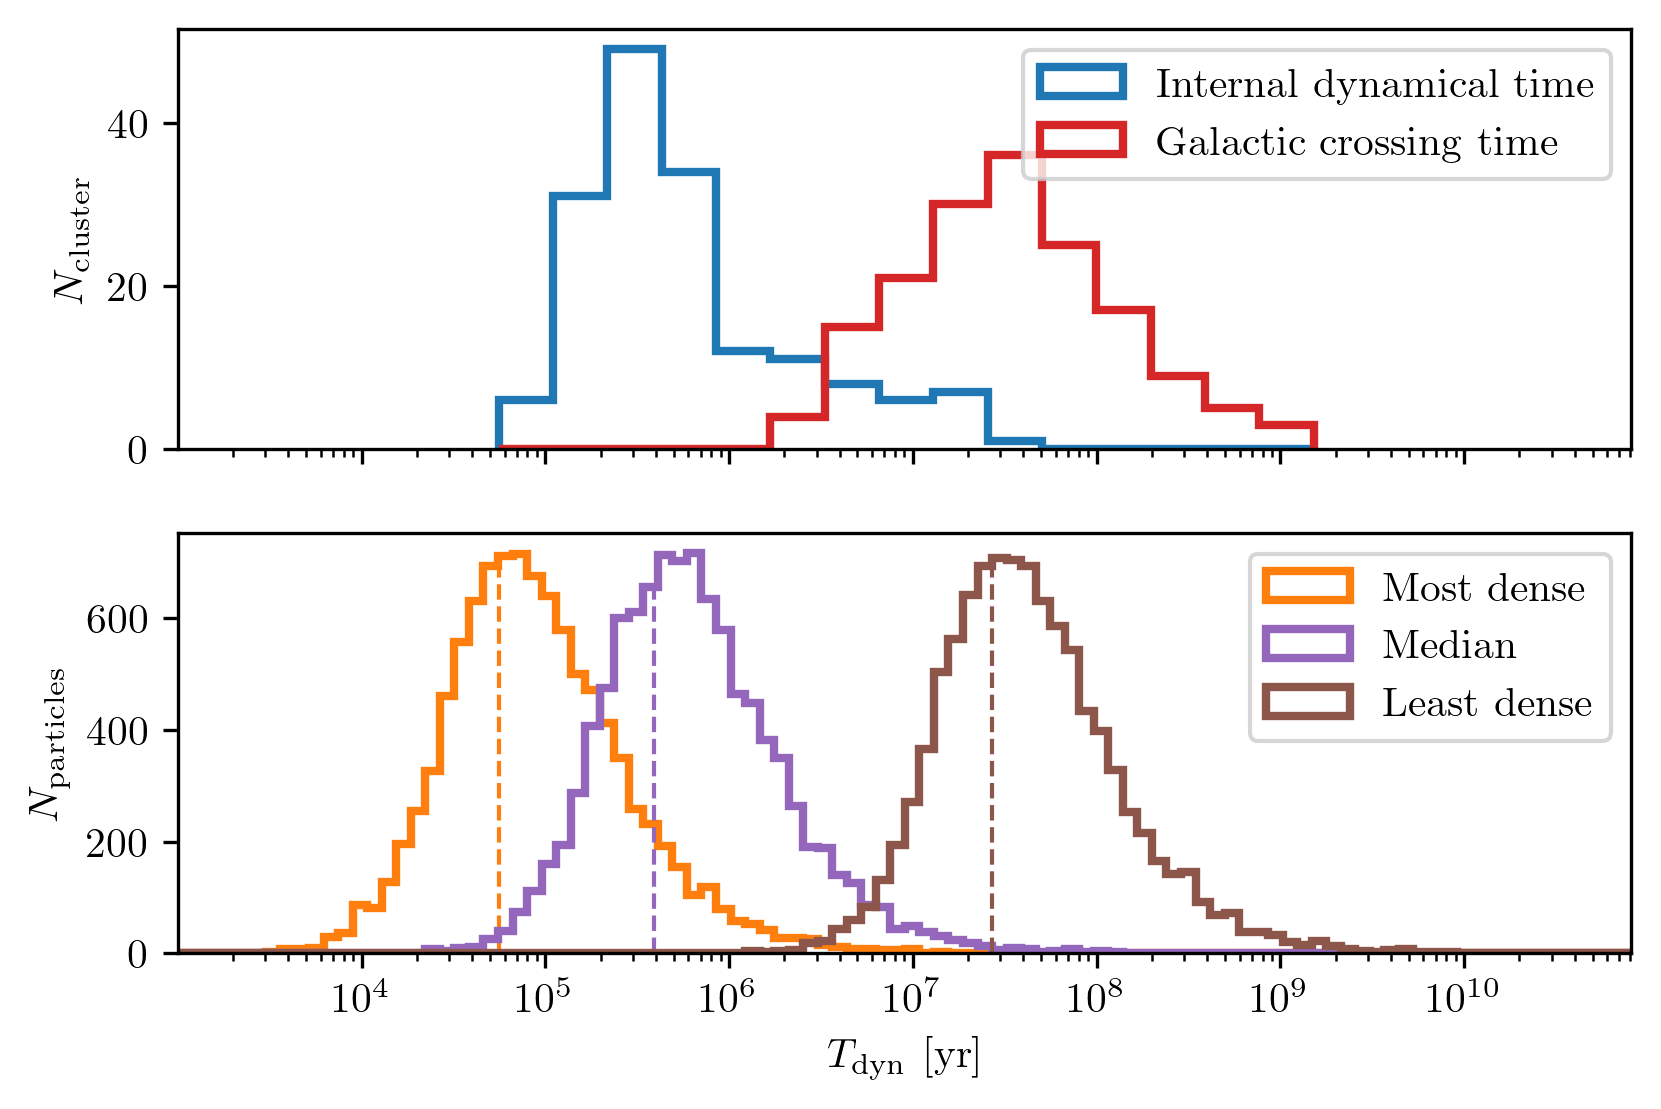 Internal dynamical time
Galactic crossing time
40
20
0
N_cluster
Most dense
Median
Least dense
600
400
200
0
N_particles
10^4 10^5 10^6 10^7 10^8 10^9 10^10
T_dyn [yr]